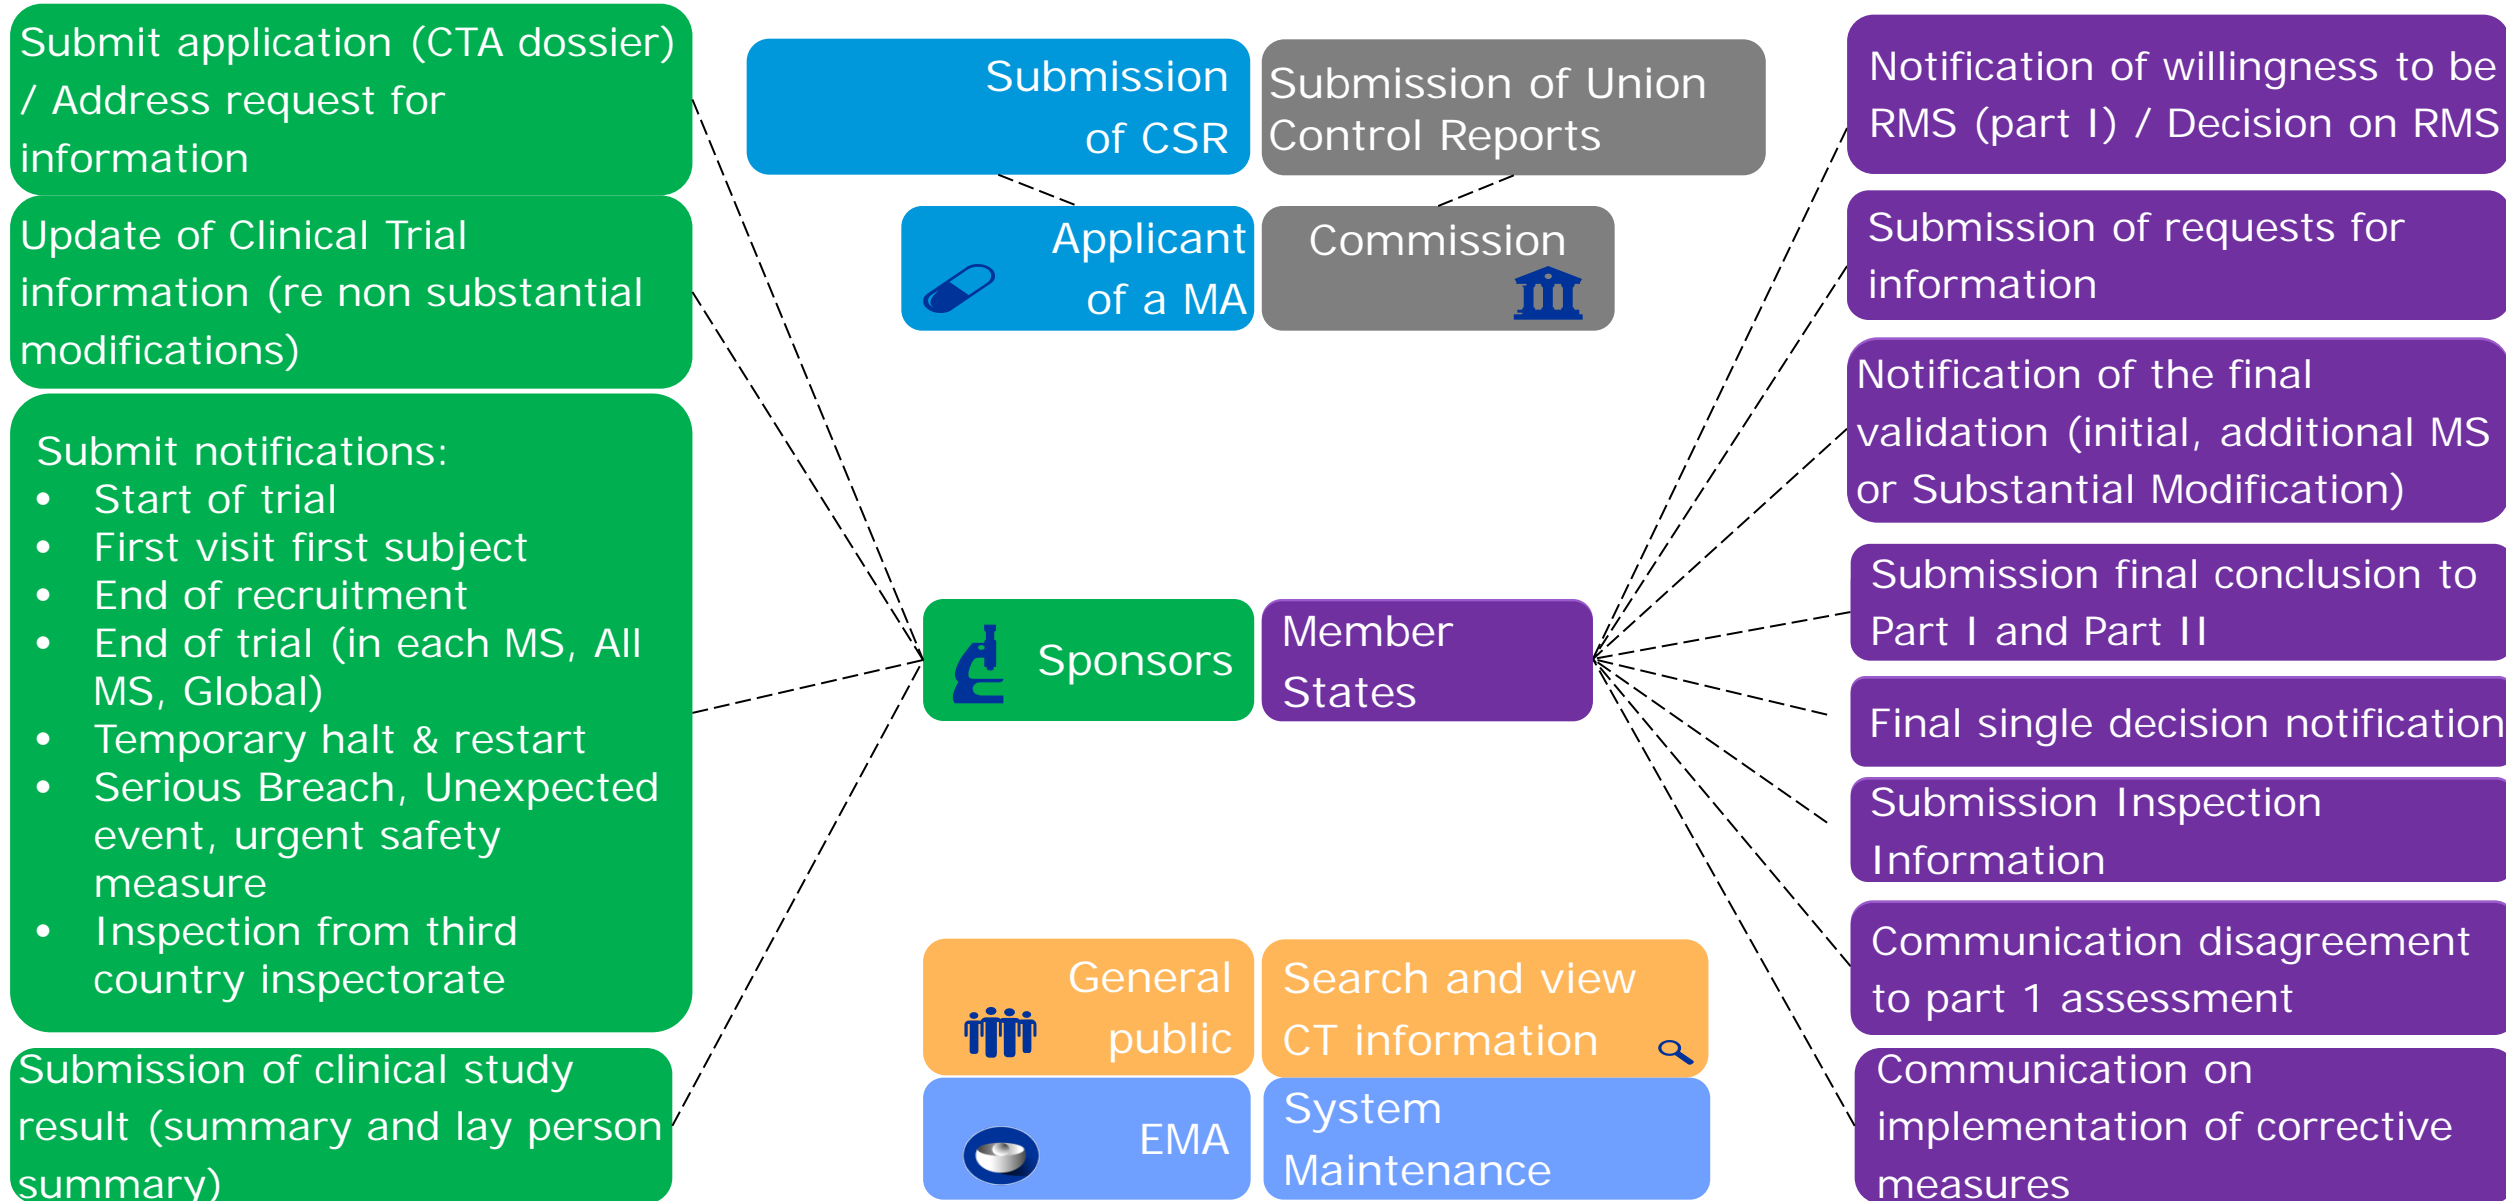 Submit application (CTA dossier)
/ Address request for
information
Update of Clinical Trial
information (re non substantial
modifications)
Submit notifications:
• Start of trial
• First visit first subject
• End of recruitment
• End of trial (in each MS, All
MS, Global)
• Temporary halt & restart
• Serious Breach, Unexpected
event, urgent safety
measure
• Inspection from third
country inspectorate
Submission of clinical study
result (summary and lay person
summary)
Submission
of CSR
Submission of Union
Control Reports
Applicant
of a MA
Commission
Sponsors
Member
States
General
public
Search and view
CT information
EMA
System
Maintenance
Notification of willingness to be
RMS (part I) / Decision on RMS
Submission of requests for
information
Notification of the final
validation (initial, additional MS
or Substantial Modification)
Submission final conclusion to
Part I and Part II
Final single decision notification
Submission Inspection
Information
Communication disagreement
to part 1 assessment
Communication on
implementation of corrective
measures